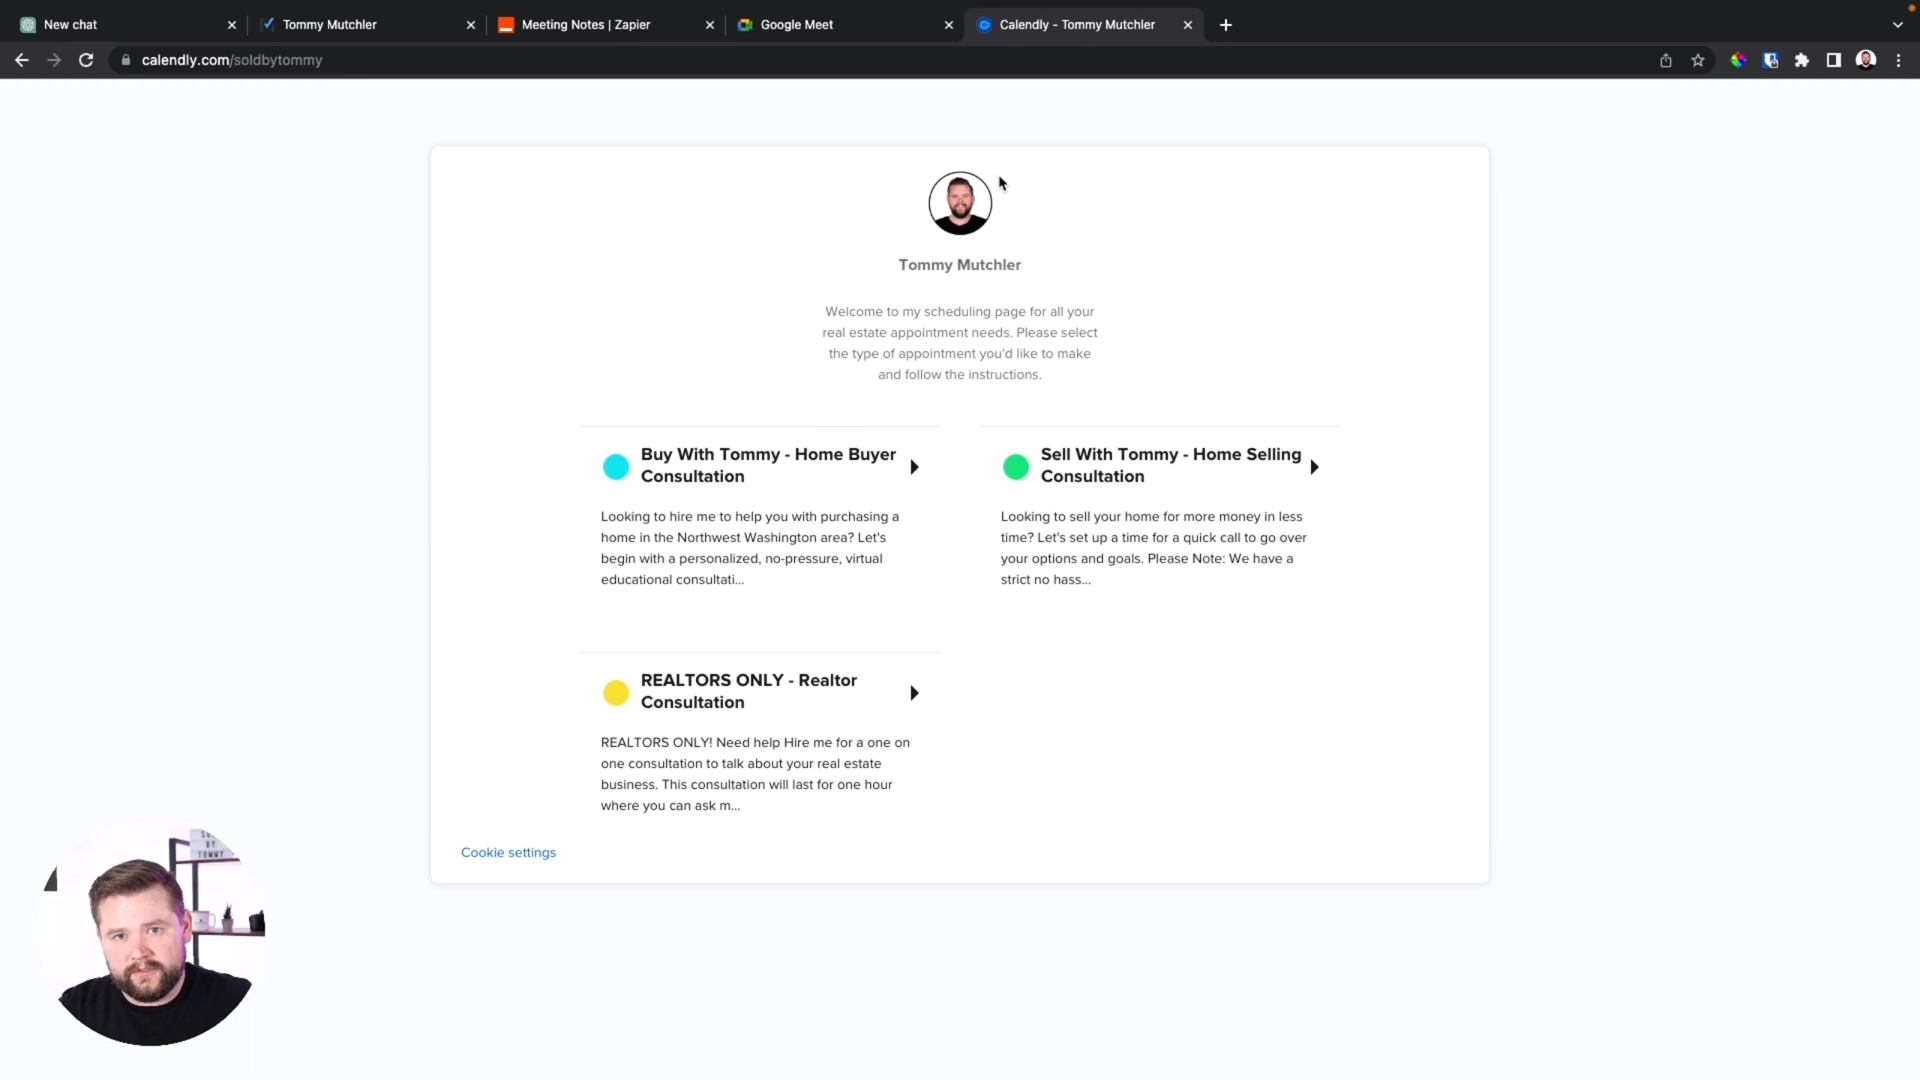 New chat
Tommy Mutchler
Meeting Notes | Zapier
Google Meet
Calendly - Tommy Mutchler
calendly.com/soldbytommy
Tommy Mutchler
Welcome to my scheduling page for all your
real estate appointment needs. Please select
the type of appointment you'd like to make
and follow the instructions.
Buy With Tommy - Home Buyer
Consultation
Looking to hire me to help you with purchasing a
home in the Northwest Washington area? Let's
begin with a personalized, no-pressure, virtual
educational consultati...
Sell With Tommy - Home Selling
Consultation
Looking to sell your home for more money in less
time? Let's set up a time for a quick call to go over
your options and goals. Please Note: We have a
strict no hass...
REALTORS ONLY - Realtor
Consultation
REALTORS ONLY! Need help Hire me for a one on
one consultation to talk about your real estate
business. This consultation will last for one hour
where you can ask m...
Cookie settings
BY
TOMMY